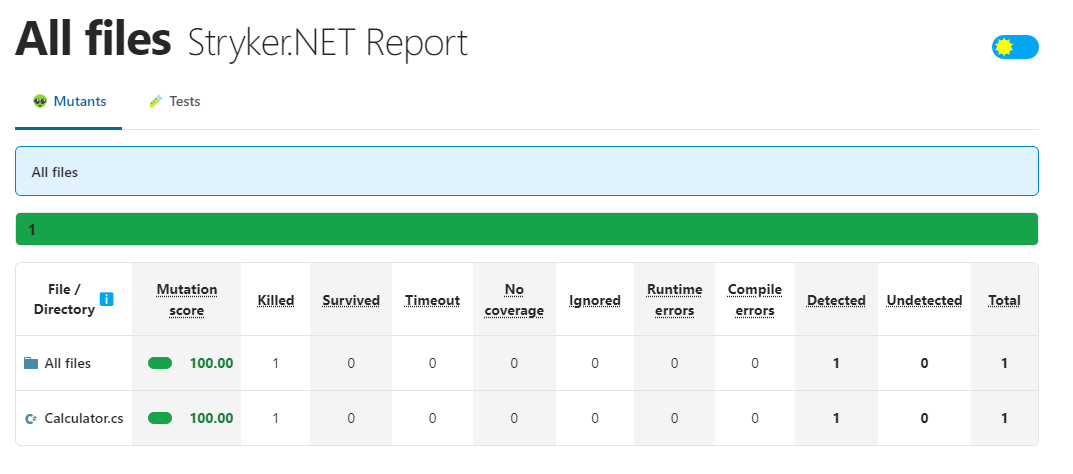 All files Stryker.NET Report
Mutants Tests
All files
1
File / Directory i Mutation score Killed Survived Timeout No coverage Ignored Runtime errors Compile errors Detected Undetected Total
All files 100.00 1 0 0 0 0 0 0 1 0 1
C# Calculator.cs 100.00 1 0 0 0 0 0 0 1 0 1